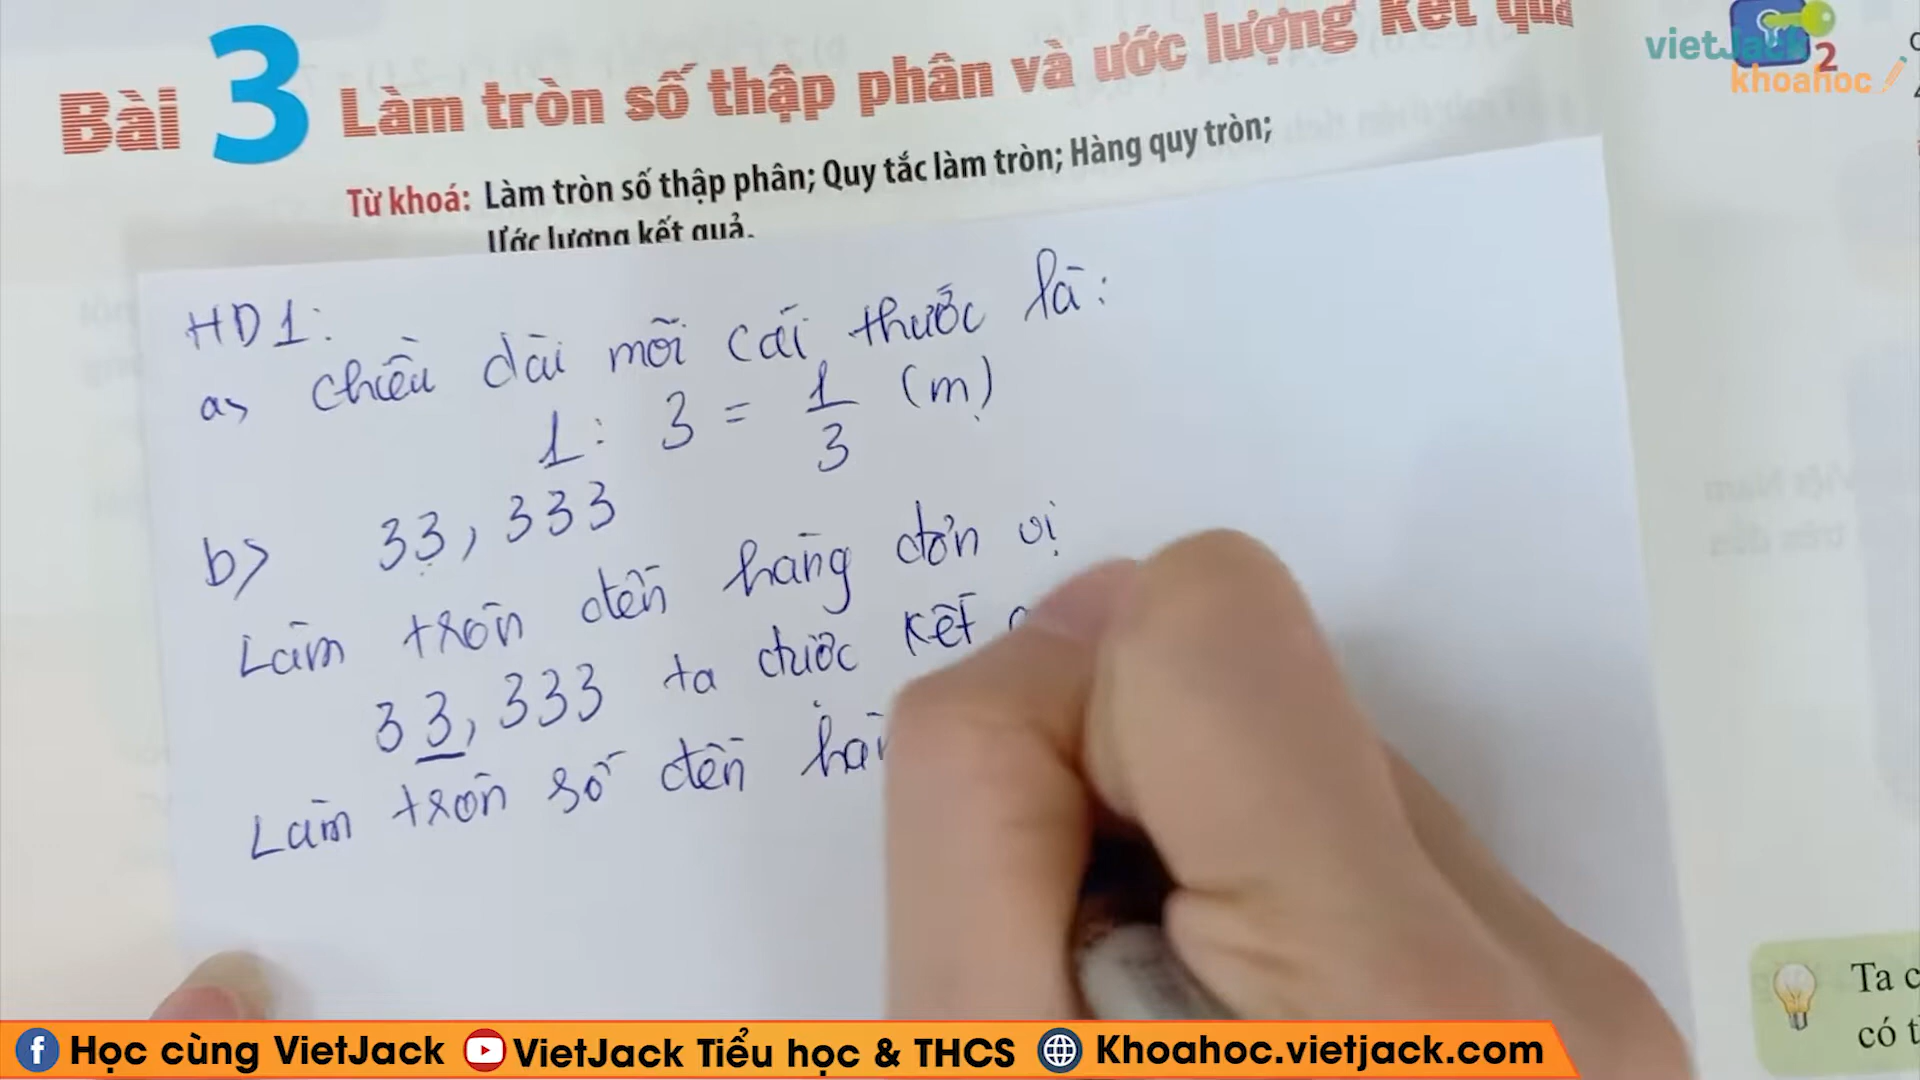 Bài 3 Làm tròn số thập phân và ước lượng kết quả
vietJack
khoahoc
2
Từ khoá: Làm tròn số thập phân; Quy tắc làm tròn; Hàng quy tròn;
Ước lượng kết quả.
HD1:
a> chiều dài mỗi cái thước là:
1 : 3 = 1/3 (m)
b> 33,333
Làm tròn đến hàng đơn vị
33,333 ta được kết
Làm tròn số đến
Ta
có
Học cùng VietJack VietJack Tiểu học & THCS Khoahoc.vietjack.com